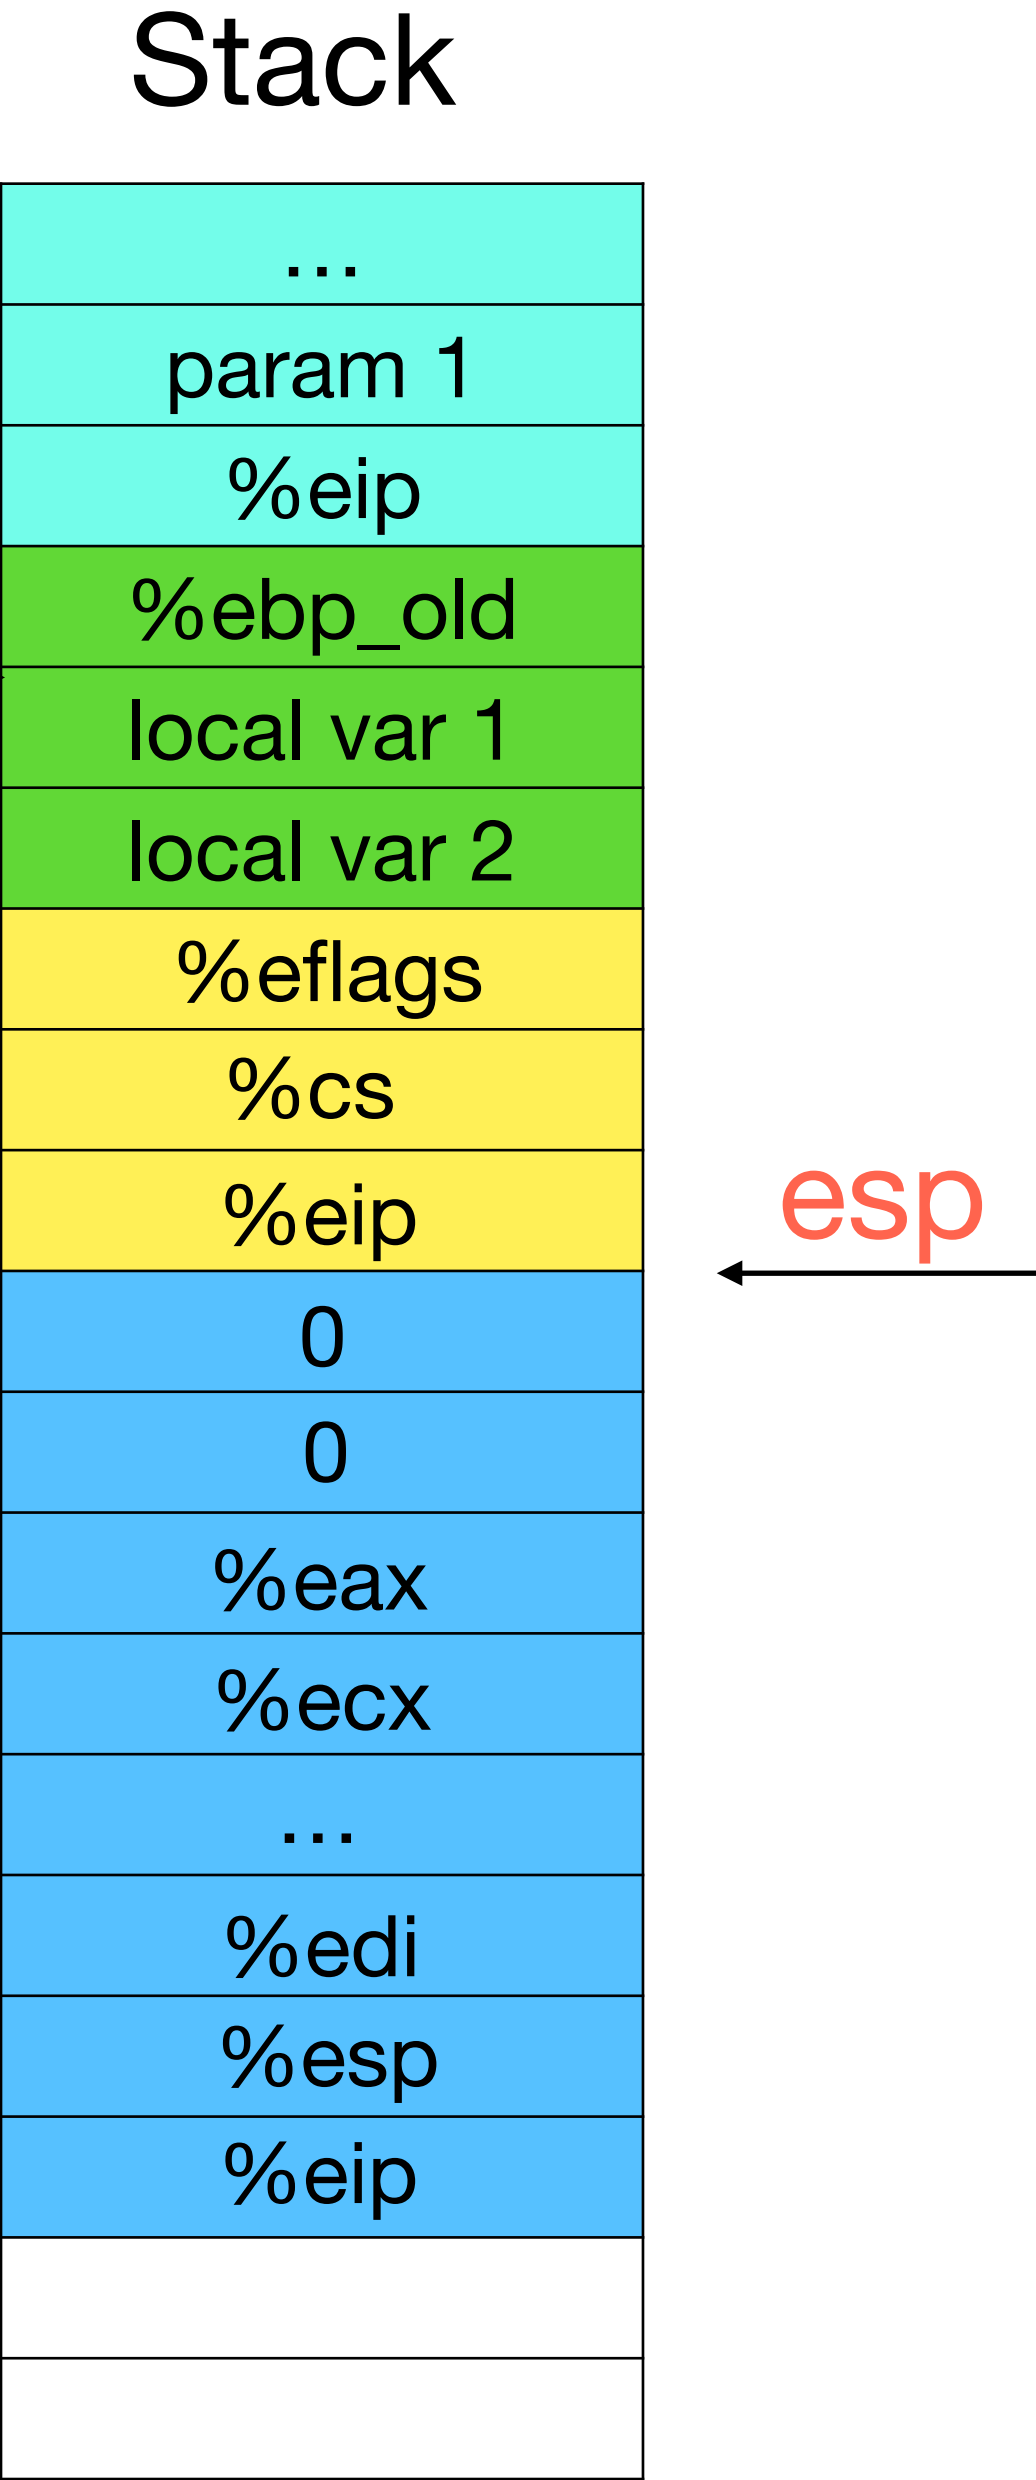 Stack
...
param 1
%eip
%ebp_old
local var 1
local var 2
%eflags
%cs
%eip
esp
0
0
%eax
%ecx
...
%edi
%esp
%eip